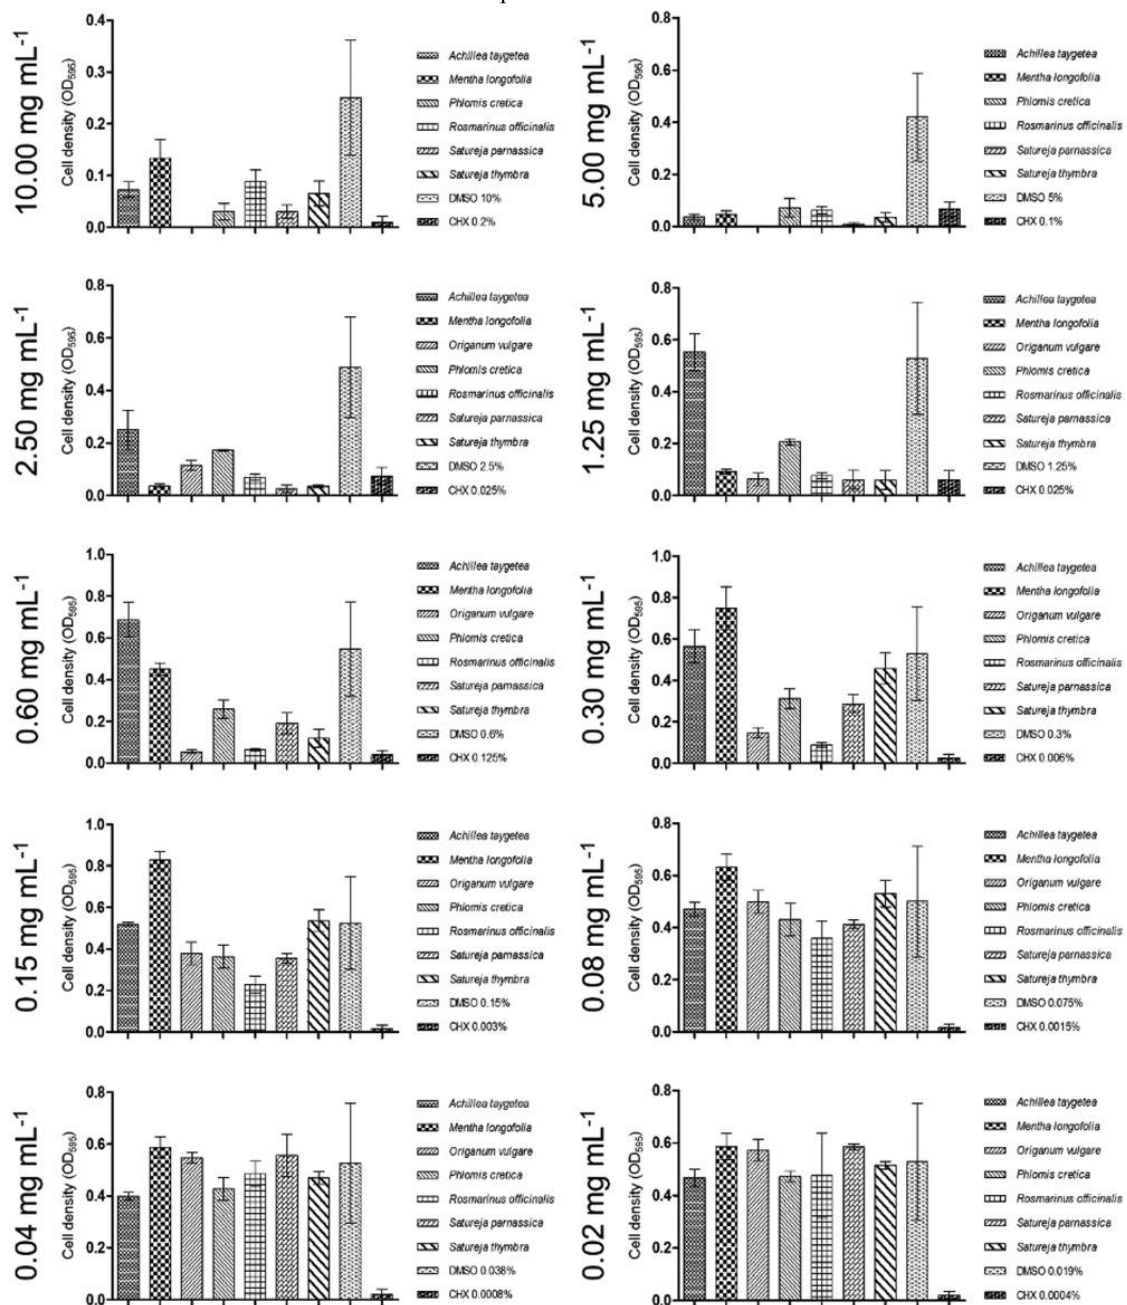 10.00 mg mL-1
Cell density (OD595)
0.4
0.3
0.2
0.1
0.0
Achillea taygetea
Mentha longofolia
Phlomis cretica
Rosmarinus officinalis
Satureja parnassica
Satureja thymbra
DMSO 10%
CHX 0.2%
5.00 mg mL-1
Cell density (OD595)
0.8
0.6
0.4
0.2
0.0
Achillea taygetea
Mentha longofolia
Phlomis cretica
Rosmarinus officinalis
Satureja parnassica
Satureja thymbra
DMSO 5%
CHX 0.1%
2.50 mg mL-1
Cell density (OD595)
0.8
0.6
0.4
0.2
0.0
Achillea taygetea
Mentha longofolia
Origanum vulgare
Phlomis cretica
Rosmarinus officinalis
Satureja parnassica
Satureja thymbra
DMSO 2.5%
CHX 0.025%
1.25 mg mL-1
Cell density (OD595)
0.8
0.6
0.4
0.2
0.0
Achillea taygetea
Mentha longofolia
Origanum vulgare
Phlomis cretica
Rosmarinus officinalis
Satureja parnassica
Satureja thymbra
DMSO 1.25%
CHX 0.025%
0.60 mg mL-1
Cell density (OD595)
1.0
0.8
0.6
0.4
0.2
0.0
Achillea taygetea
Mentha longofolia
Origanum vulgare
Phlomis cretica
Rosmarinus officinalis
Satureja parnassica
Satureja thymbra
DMSO 0.6%
CHX 0.125%
0.30 mg mL-1
Cell density (OD595)
1.0
0.8
0.6
0.4
0.2
0.0
Achillea taygetea
Mentha longofolia
Origanum vulgare
Phlomis cretica
Rosmarinus officinalis
Satureja parnassica
Satureja thymbra
DMSO 0.3%
CHX 0.006%
0.15 mg mL-1
Cell density (OD595)
1.0
0.8
0.6
0.4
0.2
0.0
Achillea taygetea
Mentha longofolia
Origanum vulgare
Phlomis cretica
Rosmarinus officinalis
Satureja parnassica
Satureja thymbra
DMSO 0.15%
CHX 0.003%
0.08 mg mL-1
Cell density (OD595)
0.8
0.6
0.4
0.2
0.0
Achillea taygetea
Mentha longofolia
Origanum vulgare
Phlomis cretica
Rosmarinus officinalis
Satureja parnassica
Satureja thymbra
DMSO 0.075%
CHX 0.0015%
0.04 mg mL-1
Cell density (OD595)
0.8
0.6
0.4
0.2
0.0
Achillea taygetea
Mentha longofolia
Origanum vulgare
Phlomis cretica
Rosmarinus officinalis
Satureja parnassica
Satureja thymbra
DMSO 0.038%
CHX 0.0008%
0.02 mg mL-1
Cell density (OD595)
0.8
0.6
0.4
0.2
0.0
Achillea taygetea
Mentha longofolia
Origanum vulgare
Phlomis cretica
Rosmarinus officinalis
Satureja parnassica
Satureja thymbra
DMSO 0.019%
CHX 0.0004%